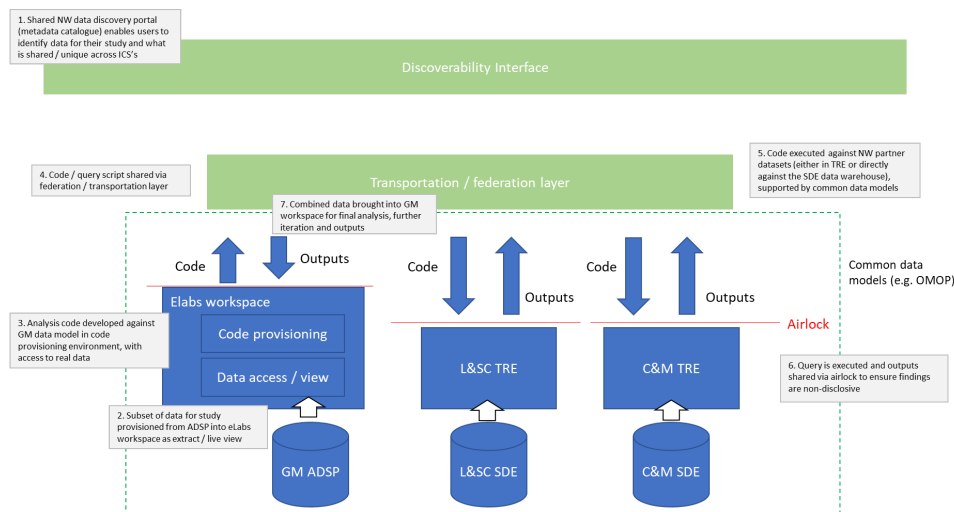 1. Shared NW data discovery portal
(metadata catalogue) enables users to
identify data for their study and what
is shared / unique across ICS's
Discoverability Interface
4. Code / query script shared via
federation / transportation layer
Transportation / federation layer
5. Code executed against NW partner
datasets (either in TRE or directly
against the SDE data warehouse),
supported by common data models
7. Combined data brought into GM
workspace for final analysis, further
iteration and outputs
Code
Outputs
Code
Outputs
Code
Outputs
Common data
models (e.g. OMOP)
Elabs workspace
Airlock
3. Analysis code developed against
GM data model in code
provisioning environment, with
access to real data
Code provisioning
Data access / view
L&SC TRE
C&M TRE
6. Query is executed and outputs
shared via airlock to ensure findings
are non-disclosive
2. Subset of data for study
provisioned from ADSP into eLabs
workspace as extract / live view
GM ADSP
L&SC SDE
C&M SDE